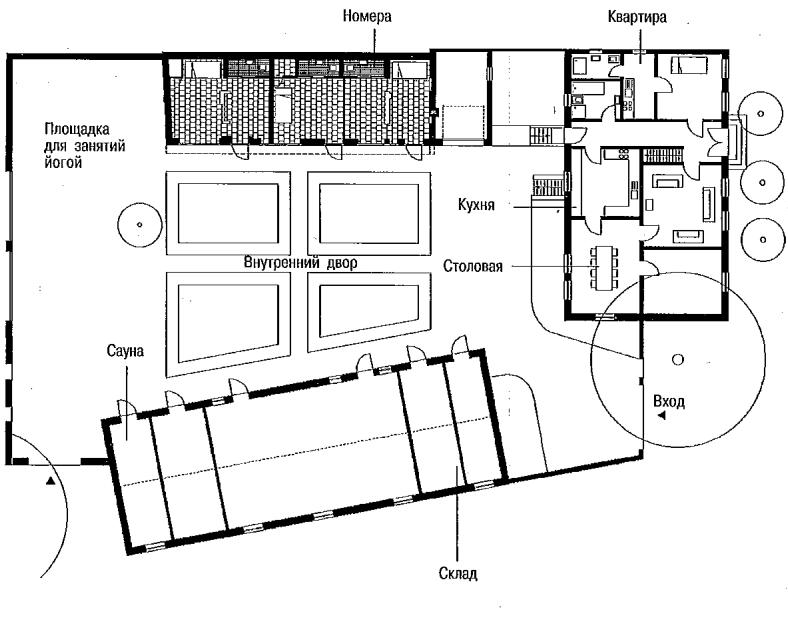 Номера
Квартира
Площадка
для занятий
йогой
Кухня
Внутренний двор
Столовая
Сауна
Вход
Склад